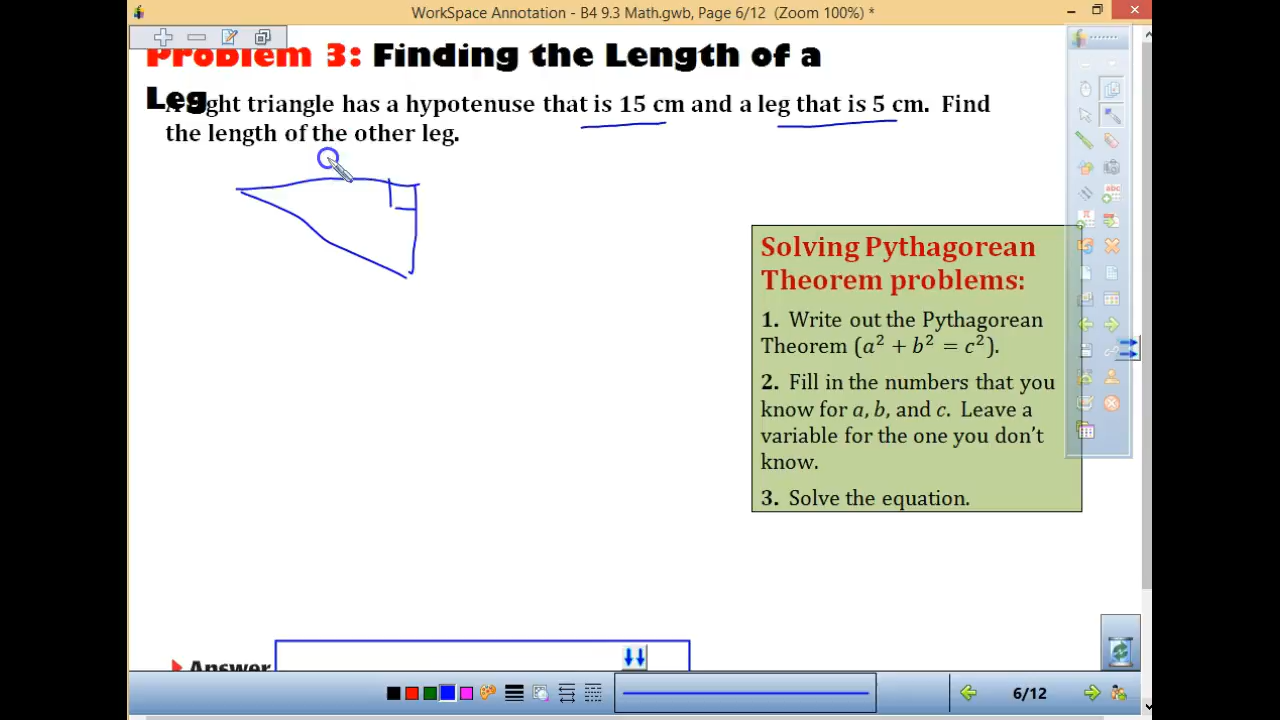 WorkSpace Annotation - B4 9.3 Math.gwb, Page 6/12 (Zoom 100%) *
Problem 3: Finding the Length of a
Leg
ght triangle has a hypotenuse that is 15 cm and a leg that is 5 cm. Find
the length of the other leg.
Solving Pythagorean
Theorem problems:
1. Write out the Pythagorean
Theorem (a² + b² = c²).
2. Fill in the numbers that you
know for a, b, and c. Leave a
variable for the one you don't
know.
3. Solve the equation.
abc
Answer
6/12